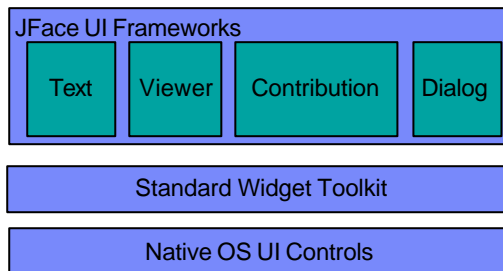 JFace UI Frameworks
Text Viewer Contribution Dialog
Standard Widget Toolkit
Native OS UI Controls